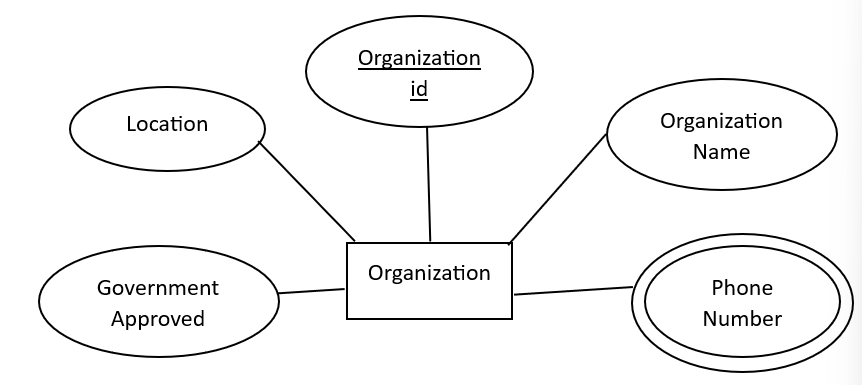 Organization
id
Location
Organization
Name
Organization
Government
Approved
Phone
Number